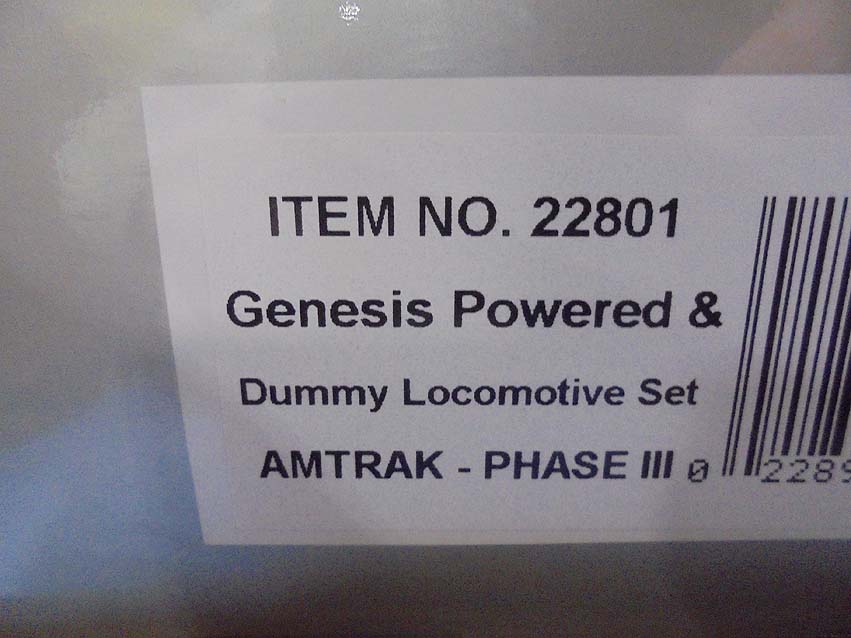 ITEM NO. 22801
Genesis Powered &
Dummy Locomotive Set
AMTRAK - PHASE III
0 2289